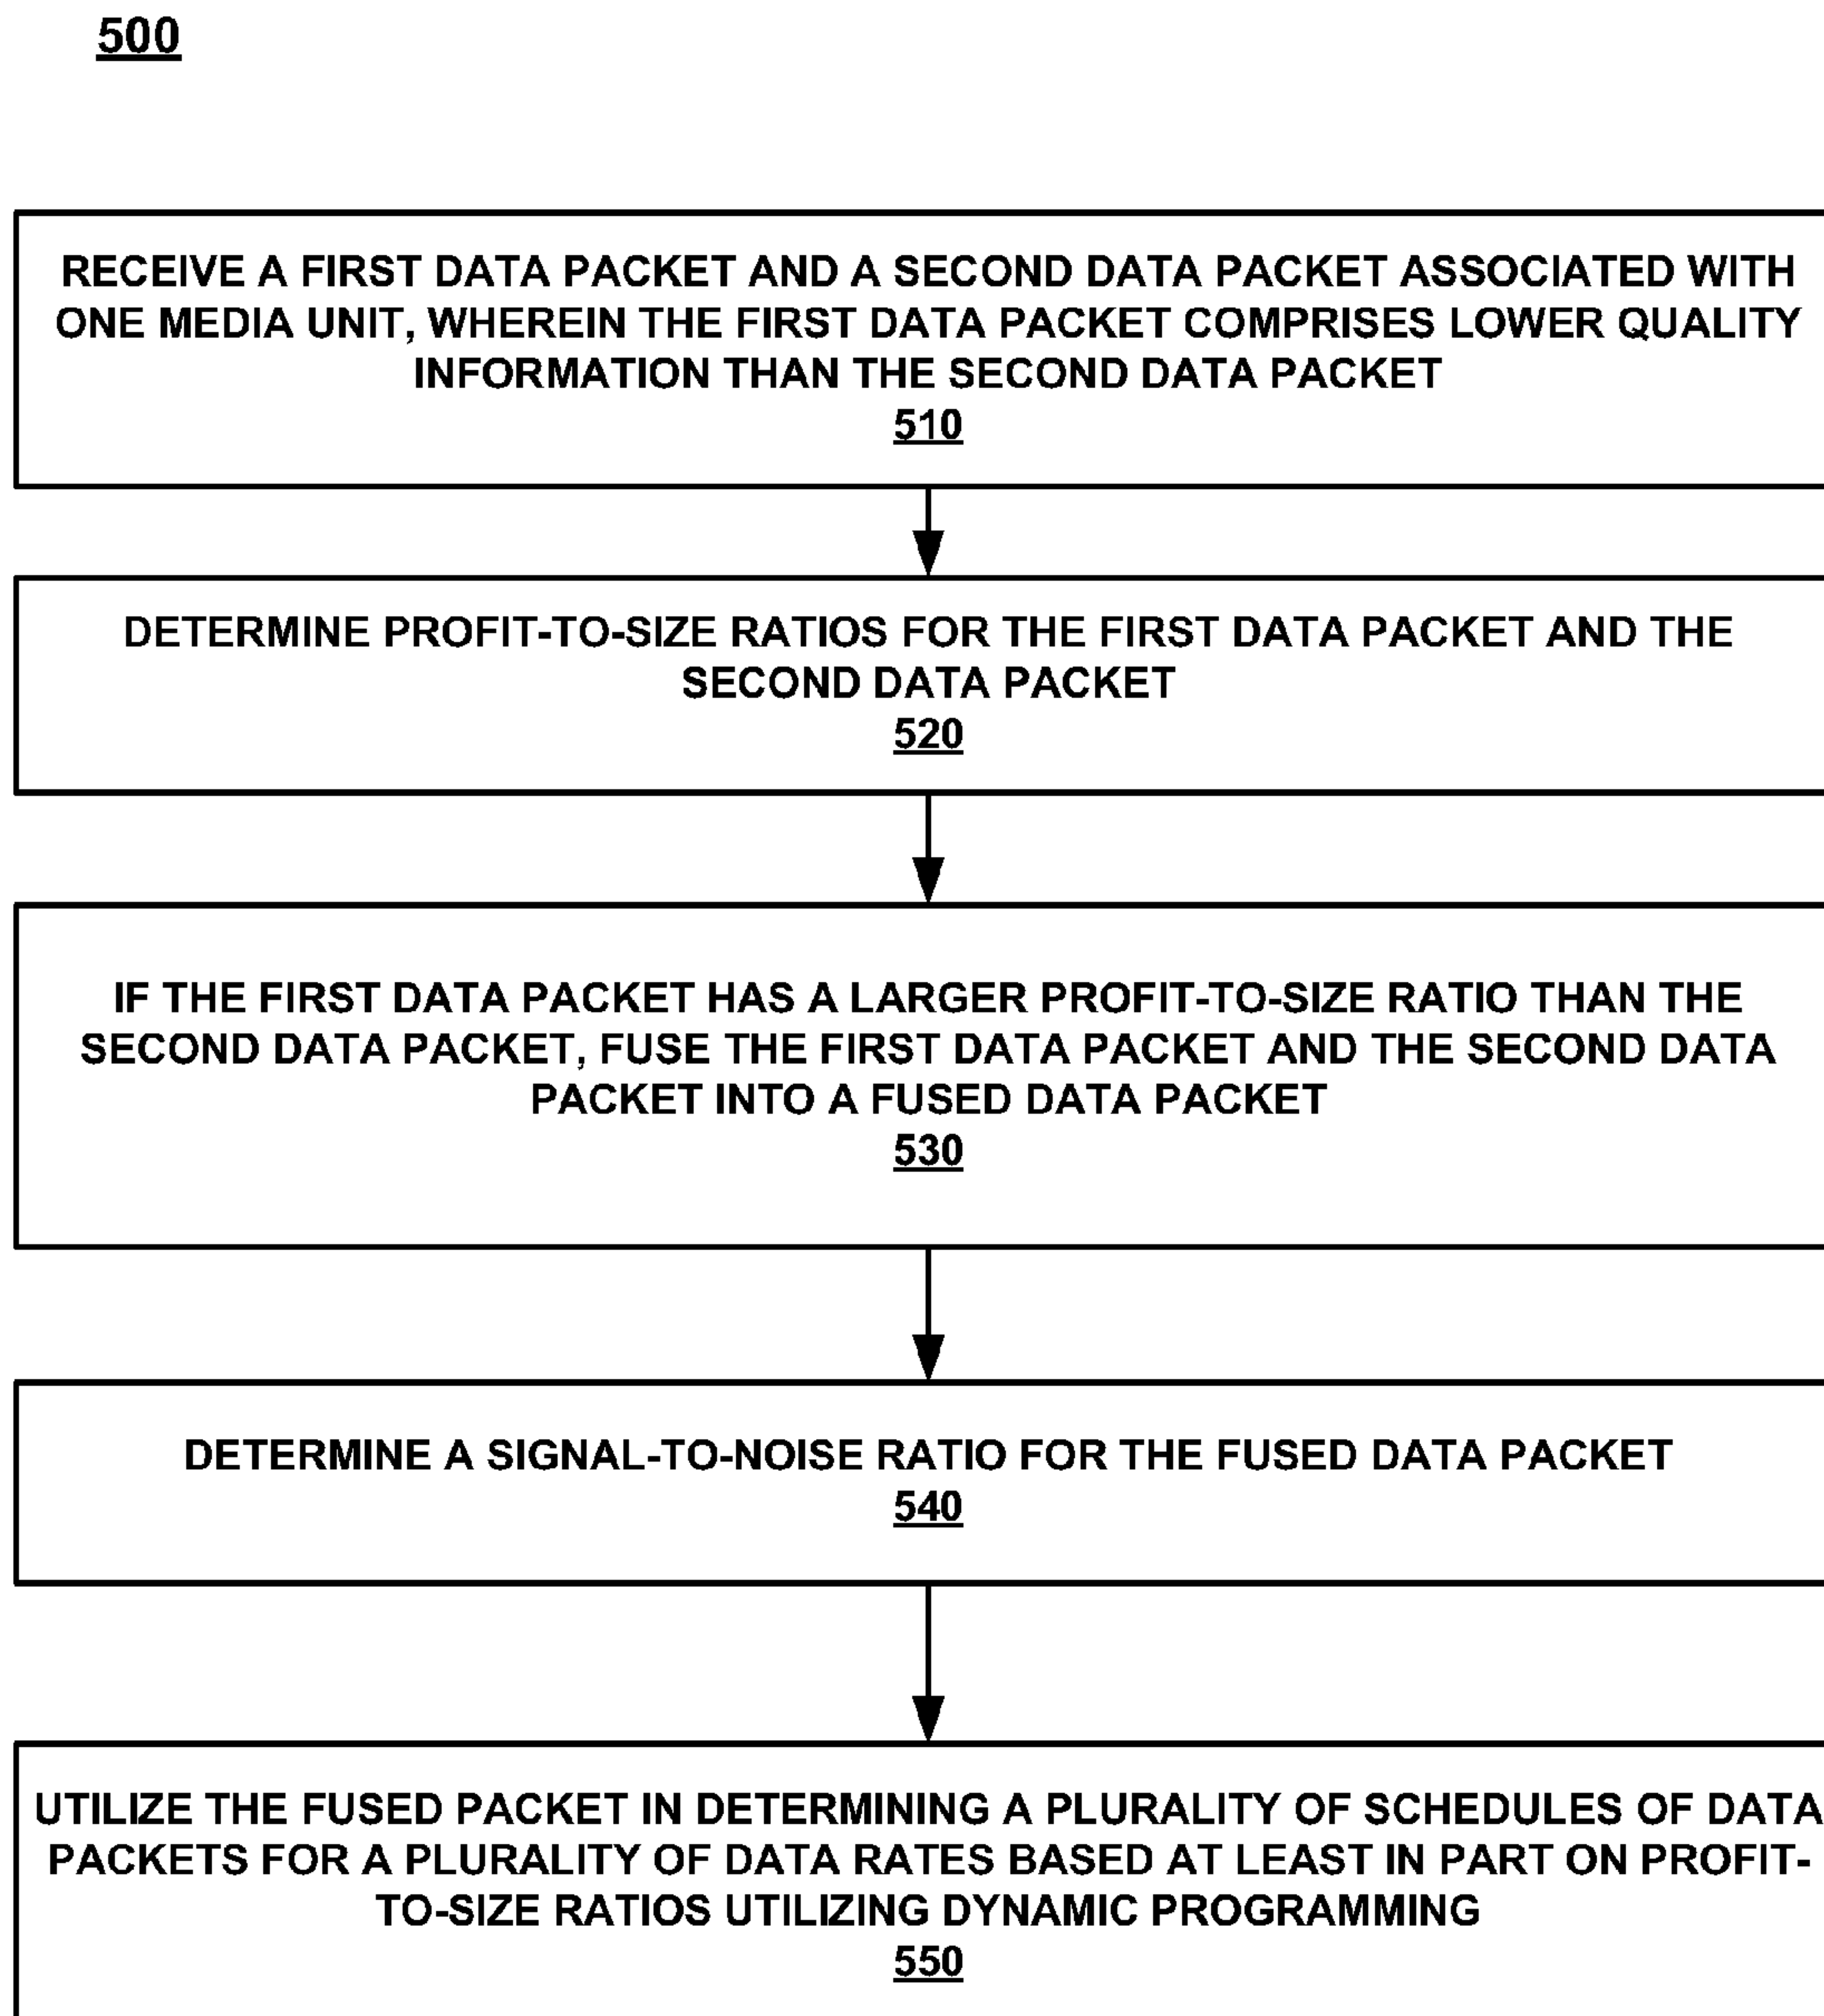 500
RECEIVE A FIRST DATA PACKET AND A SECOND DATA PACKET ASSOCIATED WITH
ONE MEDIA UNIT, WHEREIN THE FIRST DATA PACKET COMPRISES LOWER QUALITY
INFORMATION THAN THE SECOND DATA PACKET
510
DETERMINE PROFIT-TO-SIZE RATIOS FOR THE FIRST DATA PACKET AND THE
SECOND DATA PACKET
520
IF THE FIRST DATA PACKET HAS A LARGER PROFIT-TO-SIZE RATIO THAN THE
SECOND DATA PACKET, FUSE THE FIRST DATA PACKET AND THE SECOND DATA
PACKET INTO A FUSED DATA PACKET
530
DETERMINE A SIGNAL-TO-NOISE RATIO FOR THE FUSED DATA PACKET
540
UTILIZE THE FUSED PACKET IN DETERMINING A PLURALITY OF SCHEDULES OF DATA
PACKETS FOR A PLURALITY OF DATA RATES BASED AT LEAST IN PART ON PROFIT-
TO-SIZE RATIOS UTILIZING DYNAMIC PROGRAMMING
550